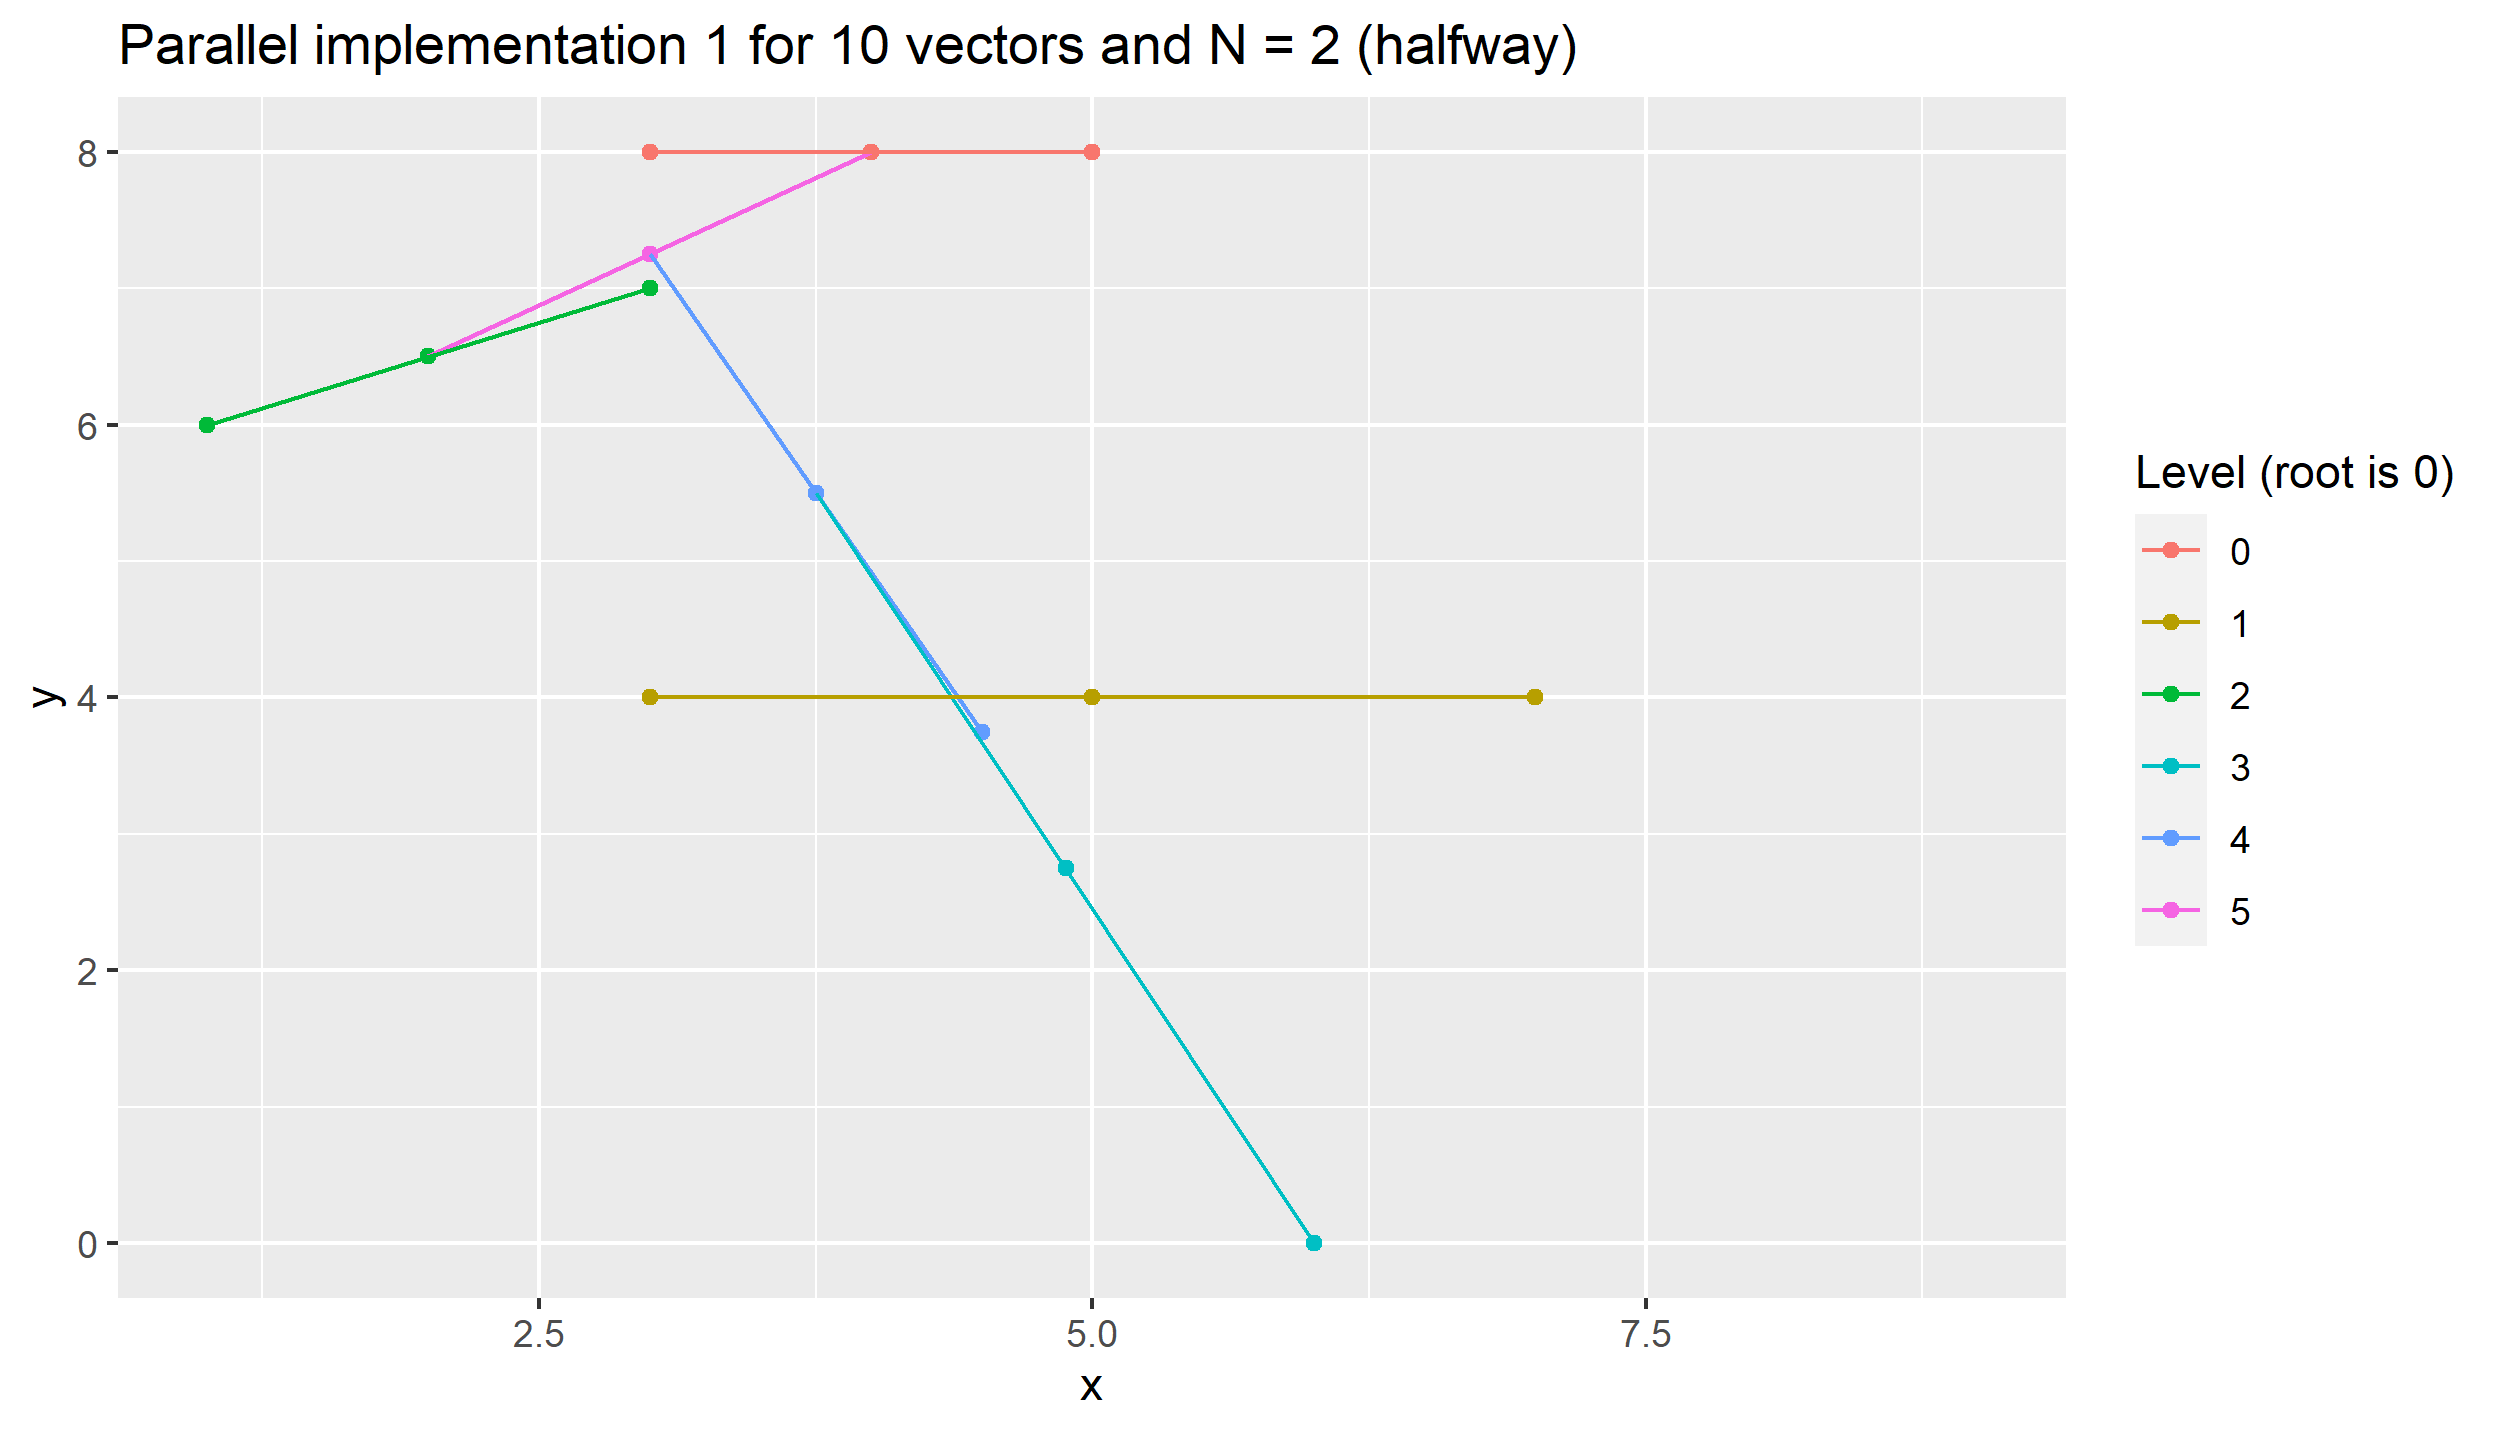 Parallel implementation 1 for 10 vectors and N = 2 (halfway)
8
6
4
2
0
y
2.5 5.0 7.5
x
Level (root is 0)
0
1
2
3
4
5